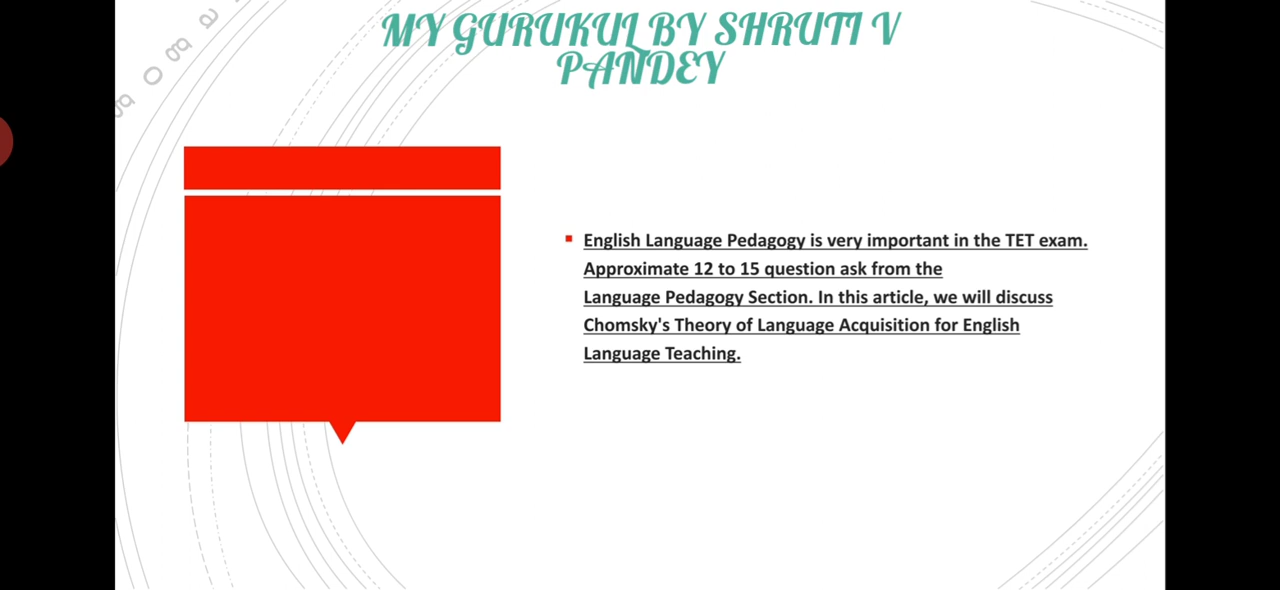 MY GURUKUL BY SHRUTI V
PANDEY
English Language Pedagogy is very important in the TET exam.
Approximate 12 to 15 question ask from the
Language Pedagogy Section. In this article, we will discuss
Chomsky's Theory of Language Acquisition for English
Language Teaching.